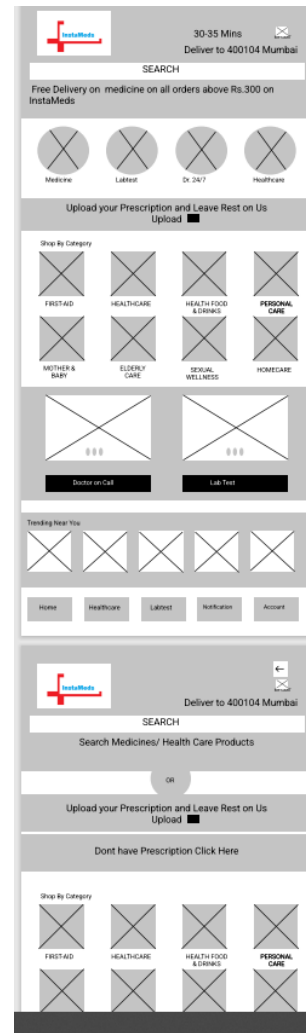 InstaMeds
30-35 Mins
Deliver to 400104 Mumbai
SEARCH
Free Delivery on medicine on all orders above Rs.300 on
InstaMeds
Medicine Labtest Dr. 24/7 Healthcare
Upload your Prescription and Leave Rest on Us
Upload
Shop By Category
FIRST-AID HEALTHCARE HEALTH FOOD & DRINKS PERSONAL CARE
MOTHER & BABY ELDERLY CARE SEXUAL WELLNESS HOMECARE
Doctor on Call Lab Test
Trending Near You
Home Healthcare Labtest Notification Account
InstaMeds
Deliver to 400104 Mumbai
SEARCH
Search Medicines/ Health Care Products
OR
Upload your Prescription and Leave Rest on Us
Upload
Dont have Prescription Click Here
Shop By Category
FIRST-AID HEALTHCARE HEALTH FOOD & DRINKS PERSONAL CARE